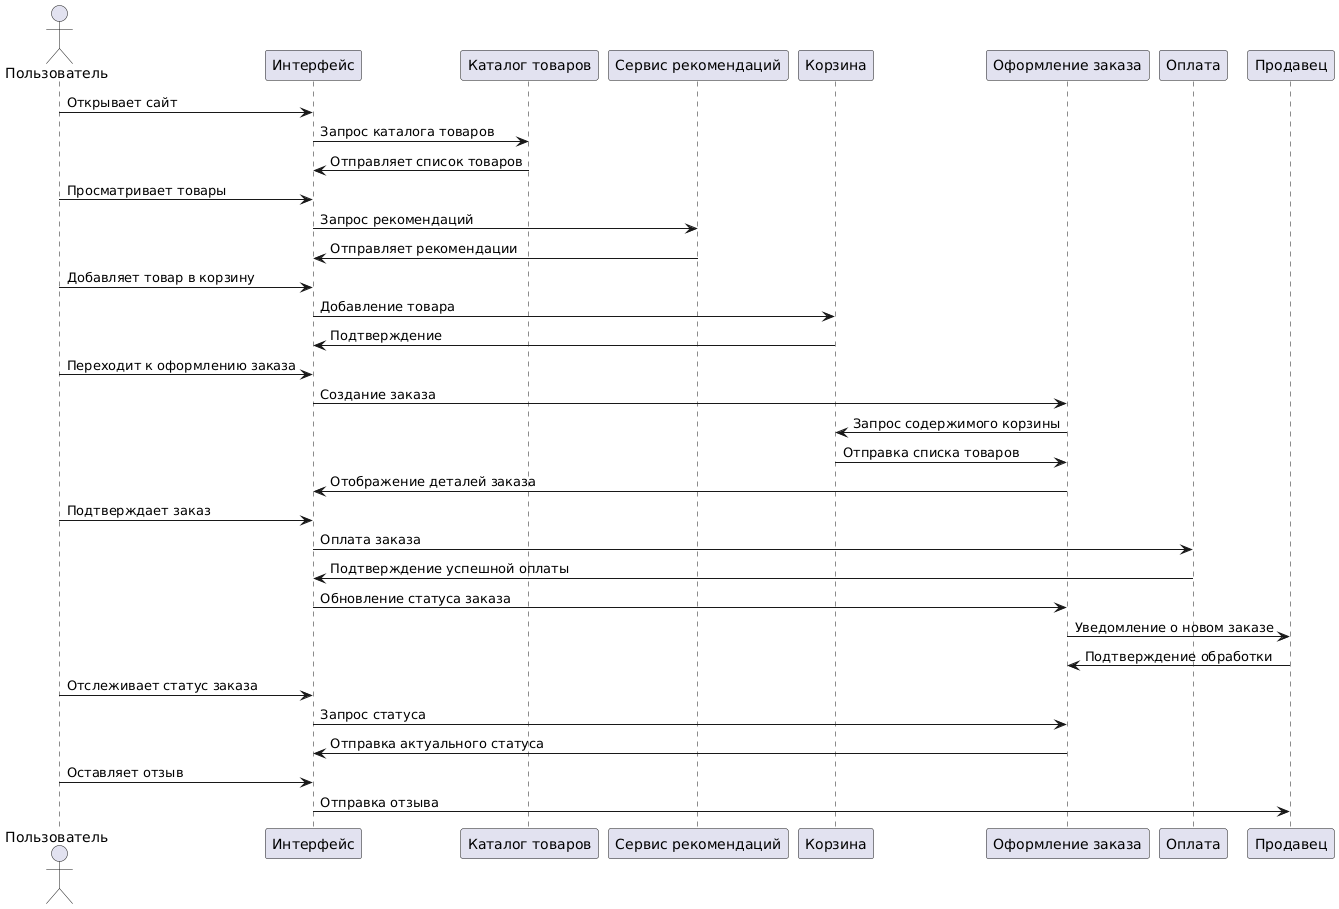 Пользователь
Интерфейс
Каталог товаров
Сервис рекомендаций
Корзина
Оформление заказа
Оплата
Продавец
Открывает сайт
Запрос каталога товаров
Отправляет список товаров
Просматривает товары
Запрос рекомендаций
Отправляет рекомендации
Добавляет товар в корзину
Добавление товара
Подтверждение
Переходит к оформлению заказа
Создание заказа
Запрос содержимого корзины
Отправка списка товаров
Отображение деталей заказа
Подтверждает заказ
Оплата заказа
Подтверждение успешной оплаты
Обновление статуса заказа
Уведомление о новом заказе
Подтверждение обработки
Отслеживает статус заказа
Запрос статуса
Отправка актуального статуса
Оставляет отзыв
Отправка отзыва
Пользователь
Интерфейс
Каталог товаров
Сервис рекомендаций
Корзина
Оформление заказа
Оплата
Продавец